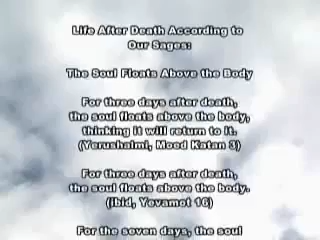 Life After Death According to
Our Sages:
The Soul Floats Above the Body
For three days after death,
the soul floats above the body,
thinking it will return to it.
(Yerushalmi, Moed Katan 3)
For three days after death,
the soul floats above the body.
(Ibid, Yevamot 16)
For the seven days, the soul